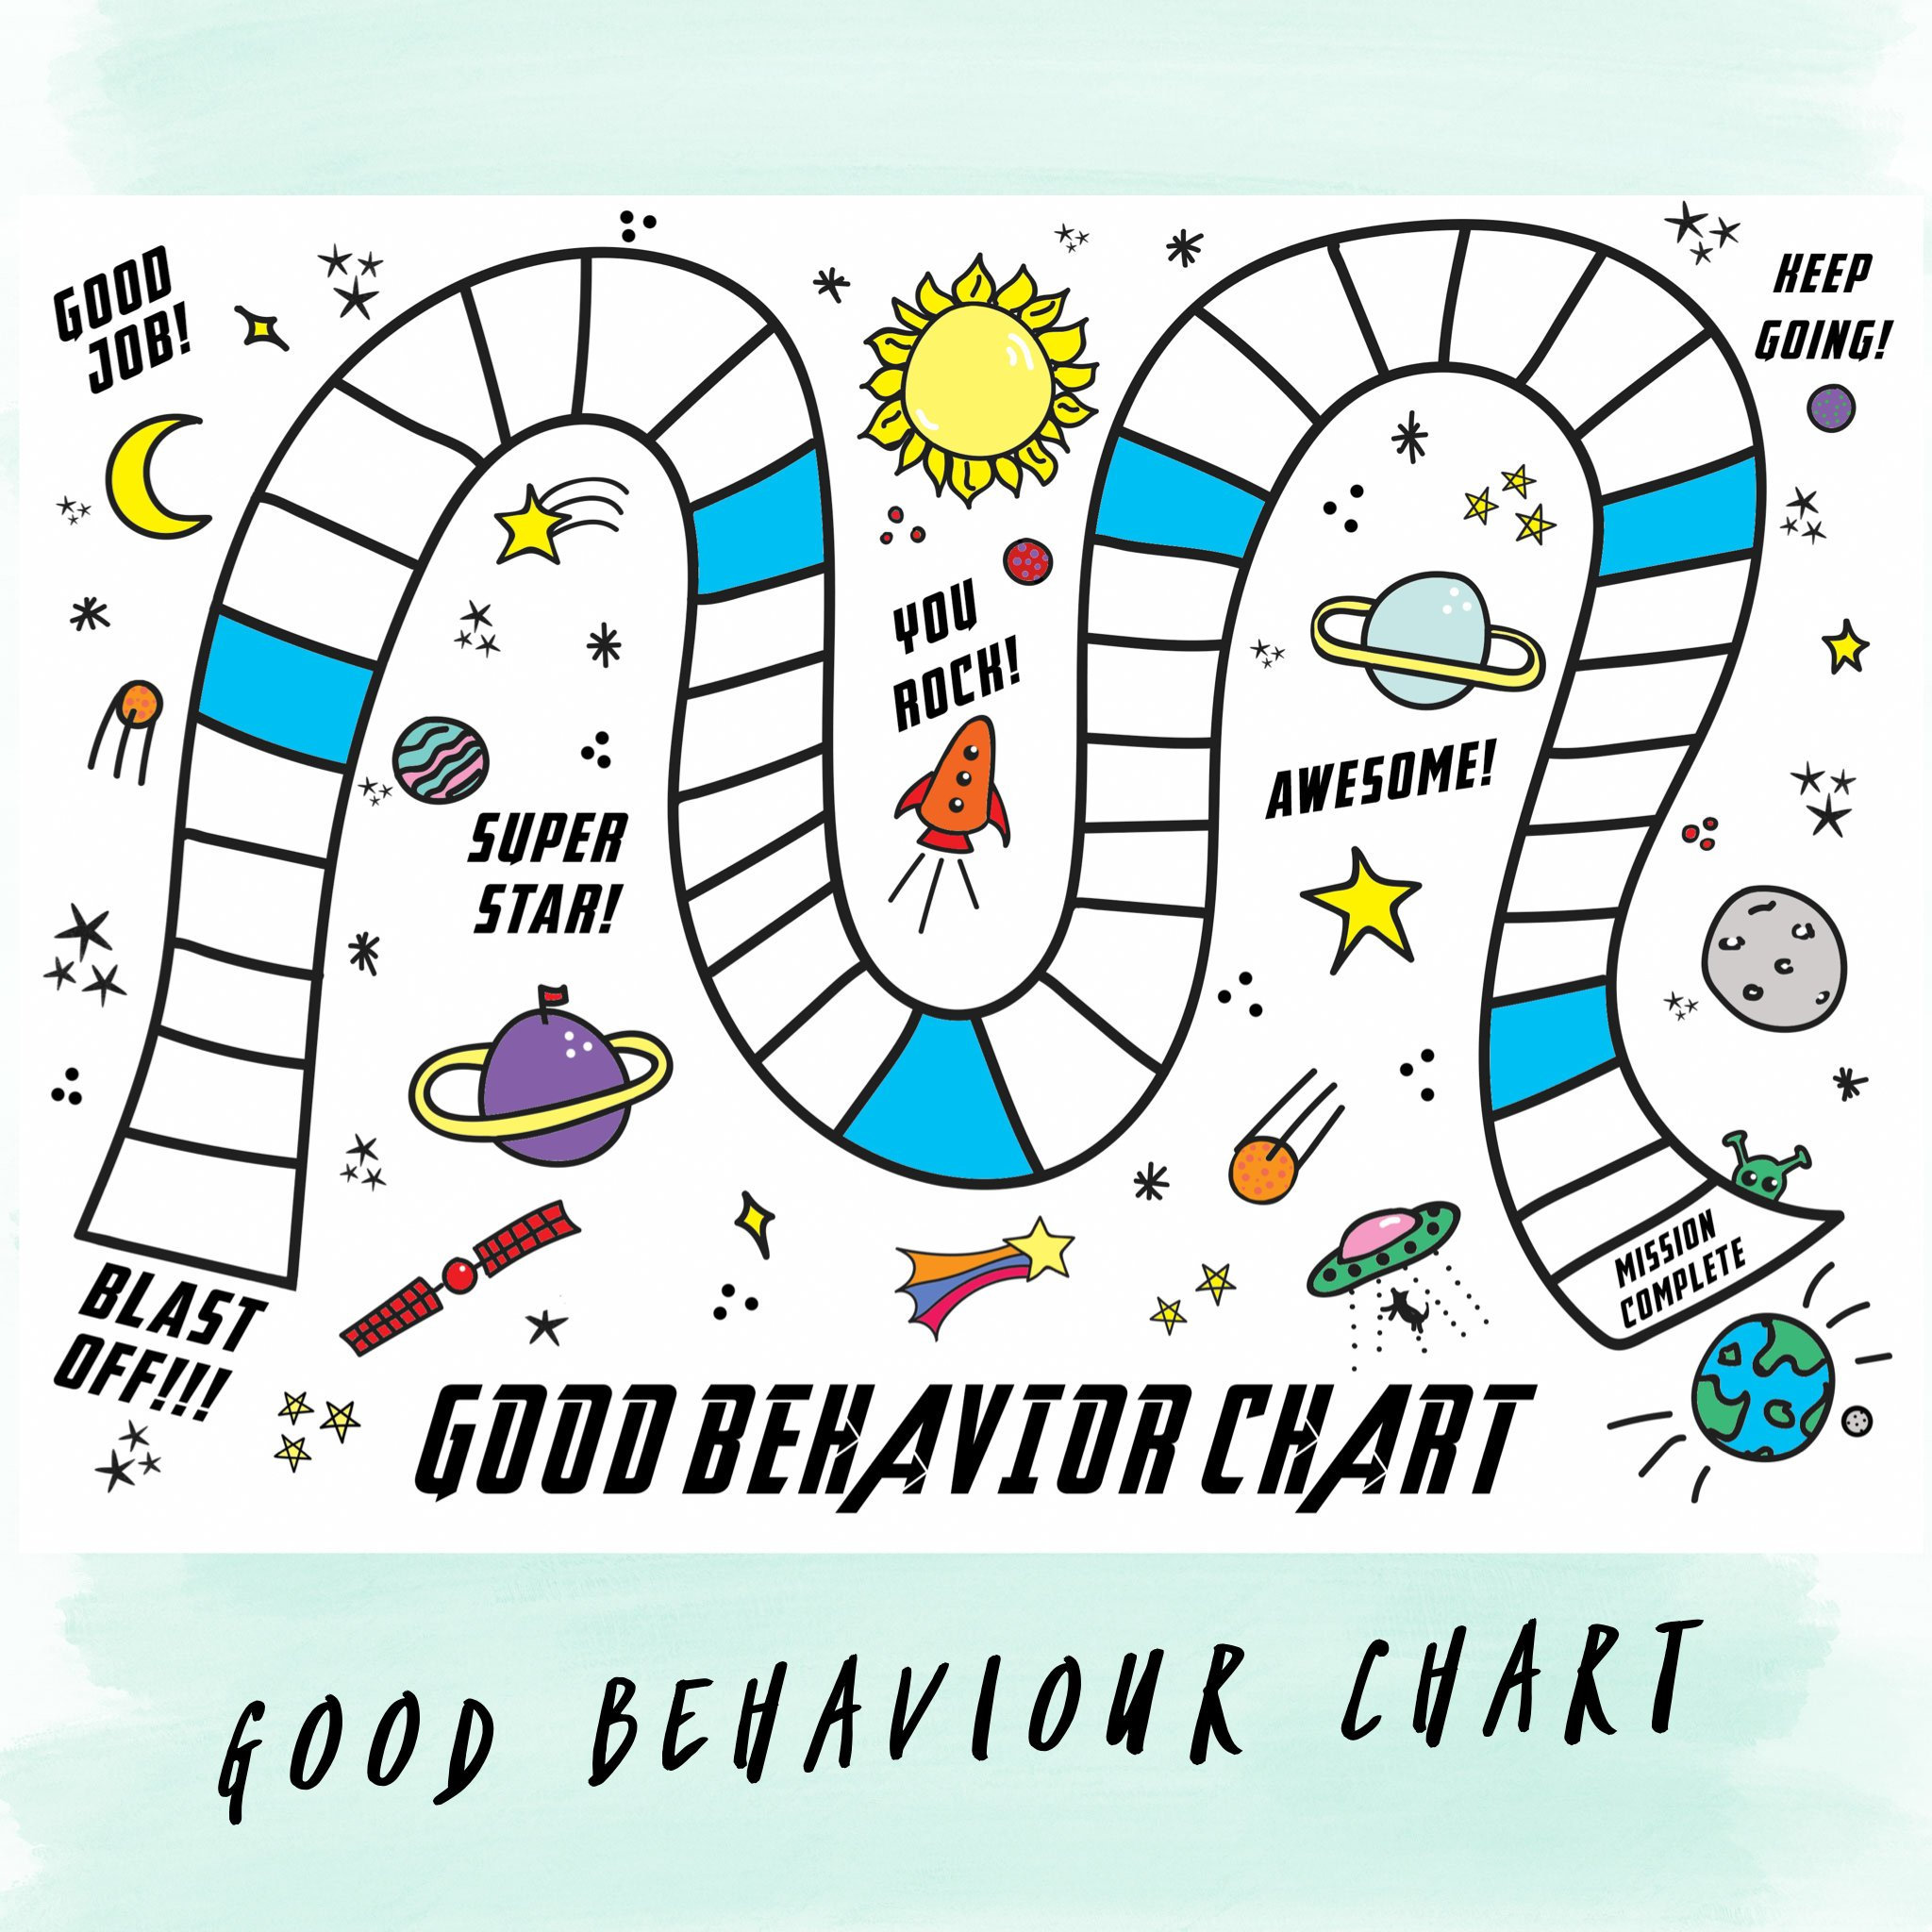 GOOD
JOB!
KEEP
GOING!
YOU
ROCK!
AWESOME!
SUPER
STAR!
MISSION
COMPLETE
BLAST
OFF!!!
GOOD BEHAVIOR CHART
GOOD BEHAVIOUR CHART